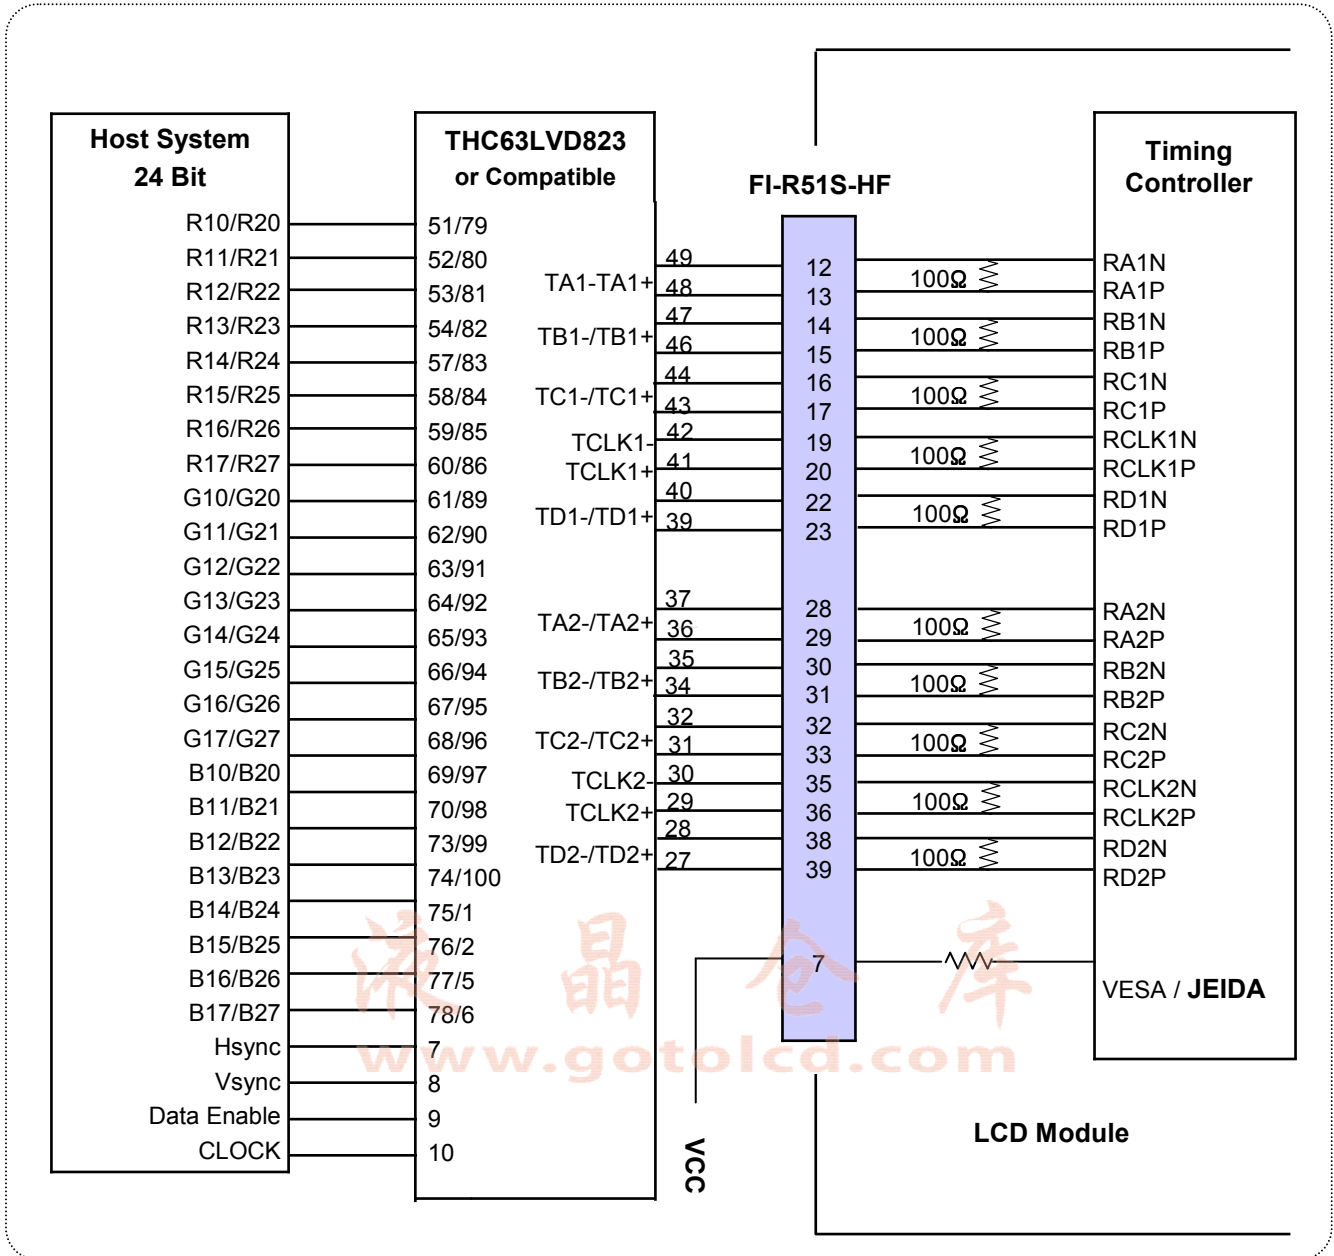 Host System
24 Bit
R10/R20
R11/R21
R12/R22
R13/R23
R14/R24
R15/R25
R16/R26
R17/R27
G10/G20
G11/G21
G12/G22
G13/G23
G14/G24
G15/G25
G16/G26
G17/G27
B10/B20
B11/B21
B12/B22
B13/B23
B14/B24
B15/B25
B16/B26
B17/B27
Hsync
Vsync
Data Enable
CLOCK
THC63LVD823
or Compatible
51/79
52/80
53/81
54/82
57/83
58/84
59/85
60/86
61/89
62/90
63/91
64/92
65/93
66/94
67/95
68/96
69/97
70/98
73/99
74/100
75/1
76/2
77/5
78/6
7
8
9
10
TA1-TA1+
TB1-/TB1+
TC1-/TC1+
TCLK1-
TCLK1+
TD1-/TD1+
TA2-/TA2+
TB2-/TB2+
TC2-/TC2+
TCLK2-
TCLK2+
TD2-/TD2+
49
48
47
46
44
43
42
41
40
39
37
36
35
34
32
31
30
29
28
27
VCC
FI-R51S-HF
12
13
14
15
16
17
19
20
22
23
28
29
30
31
32
33
35
36
38
39
7
100Ω
100Ω
100Ω
100Ω
100Ω
100Ω
100Ω
100Ω
100Ω
100Ω
Timing
Controller
RA1N
RA1P
RB1N
RB1P
RC1N
RC1P
RCLK1N
RCLK1P
RD1N
RD1P
RA2N
RA2P
RB2N
RB2P
RC2N
RC2P
RCLK2N
RCLK2P
RD2N
RD2P
VESA / JEIDA
LCD Module
液晶仓库
www.gotolcd.com